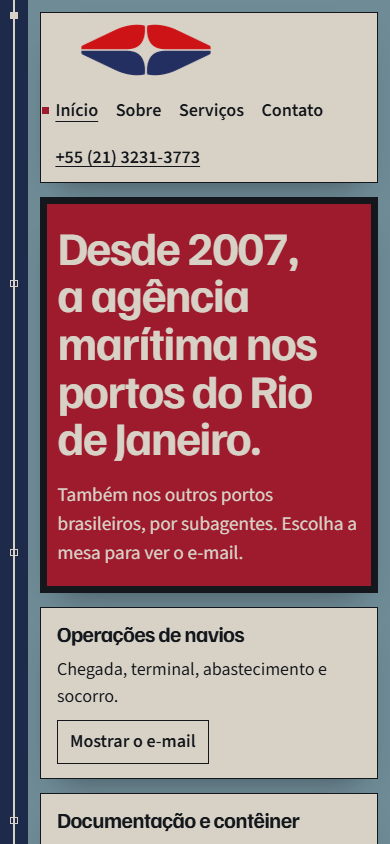 Início Sobre Serviços Contato
+55 (21) 3231-3773
Desde 2007,
a agência
marítima nos
portos do Rio
de Janeiro.
Também nos outros portos
brasileiros, por subagentes. Escolha a
mesa para ver o e-mail.
Operações de navios
Chegada, terminal, abastecimento e
socorro.
Mostrar o e-mail
Documentação e contêiner